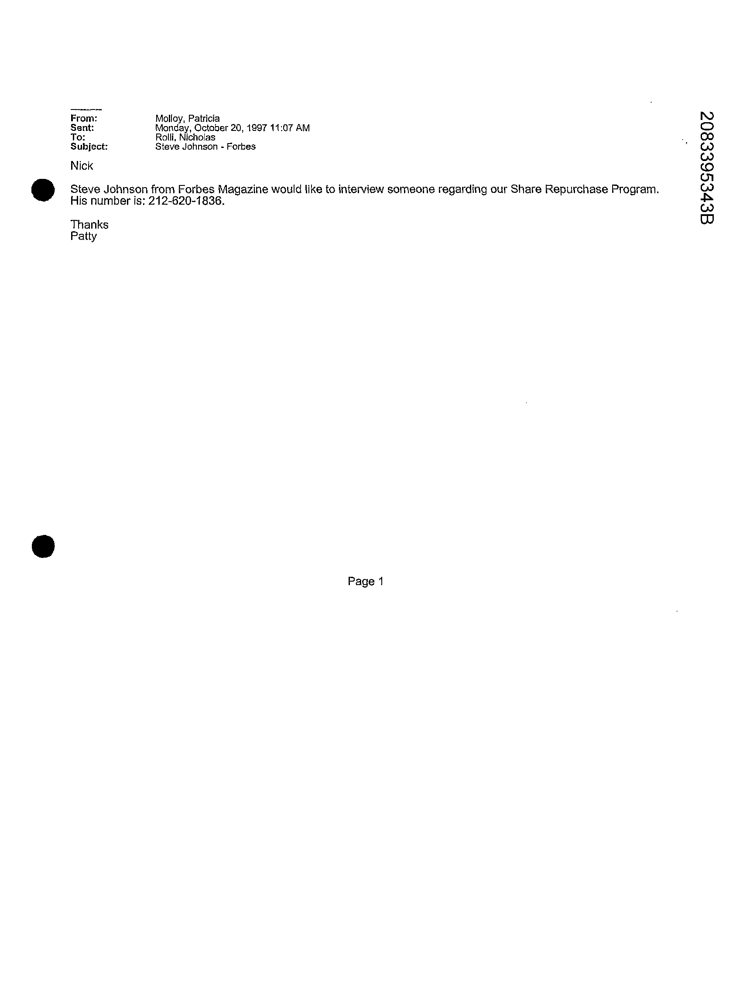 From: Molloy, Patricia
Sent: Monday, October 20, 1997 11:07 AM
To: Rolli, Nicholas
Subject: Steve Johnson - Forbes
Nick
Steve Johnson from Forbes Magazine would like to interview someone regarding our Share Repurchase Program.
His number is: 212-620-1836.
Thanks
Patty
Page 1
2083395343B